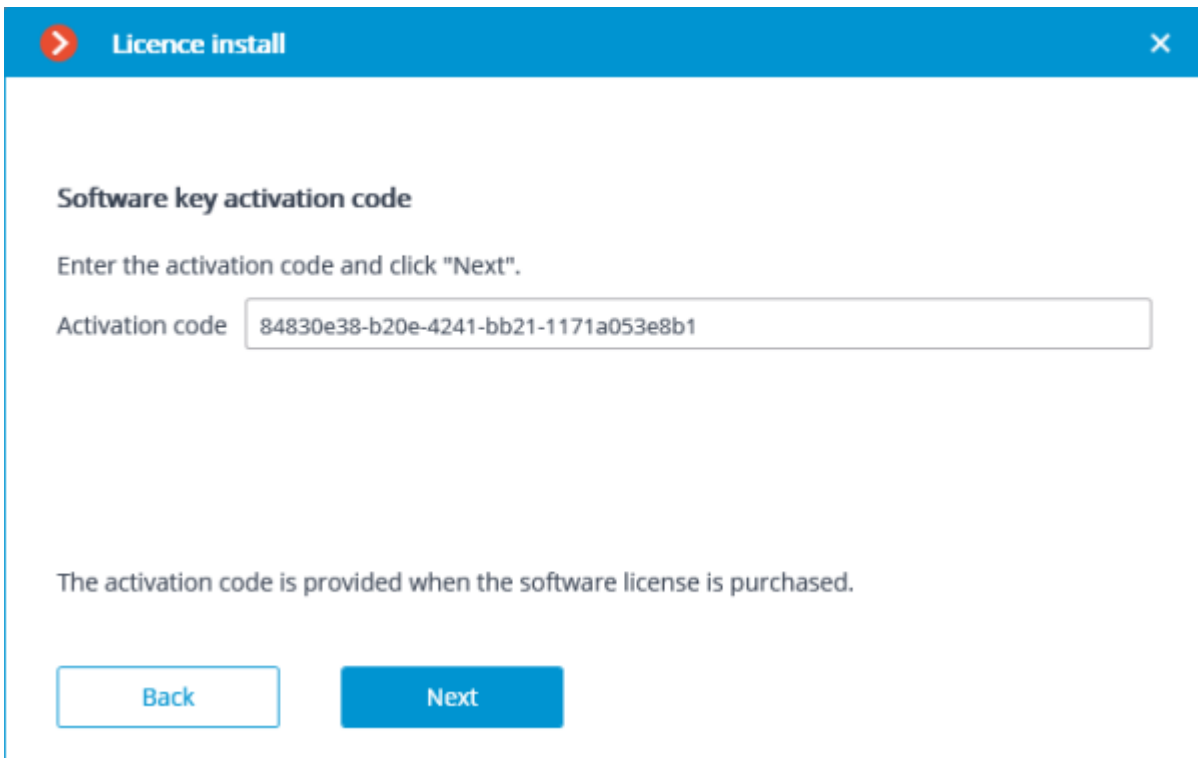 Licence install
Software key activation code
Enter the activation code and click "Next".
Activation code 84830e38-b20e-4241-bb21-1171a053e8b1
The activation code is provided when the software license is purchased.
Back Next